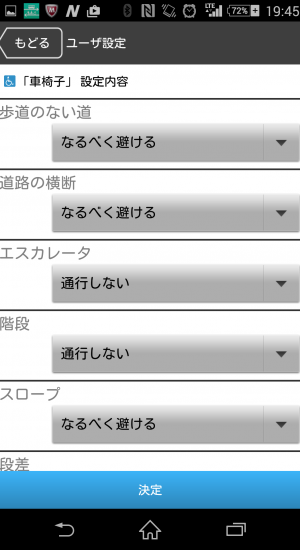 LTE
72%
19:45
もどる
ユーザ設定
「車椅子」 設定内容
歩道のない道
なるべく避ける
道路の横断
なるべく避ける
エスカレータ
通行しない
階段
通行しない
スロープ
なるべく避ける
段差
決定